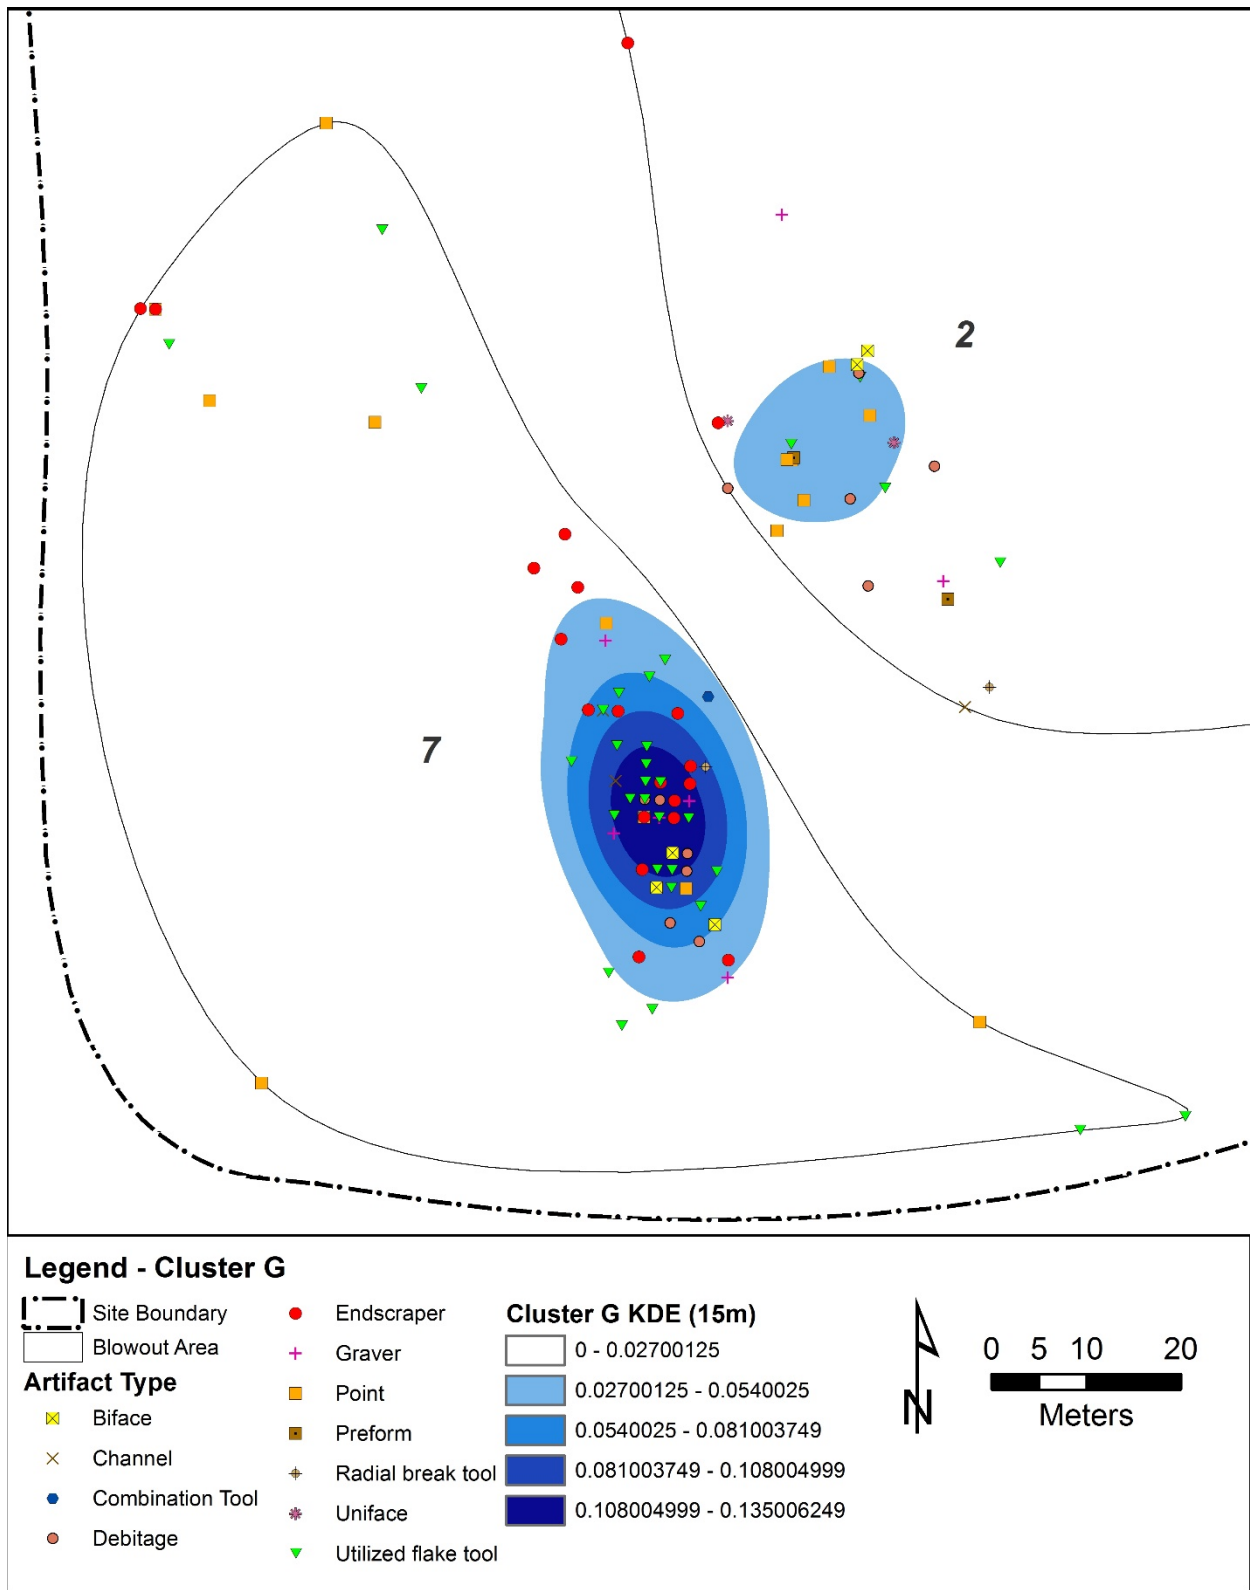 2
7
Legend - Cluster G
Site Boundary
Blowout Area
Artifact Type
Biface
Channel
Combination Tool
Debitage
Endscraper
Graver
Point
Preform
Radial break tool
Uniface
Utilized flake tool
Cluster G KDE (15m)
0 - 0.02700125
0.02700125 - 0.0540025
0.0540025 - 0.081003749
0.081003749 - 0.108004999
0.108004999 - 0.135006249
N
0 5 10 20
Meters